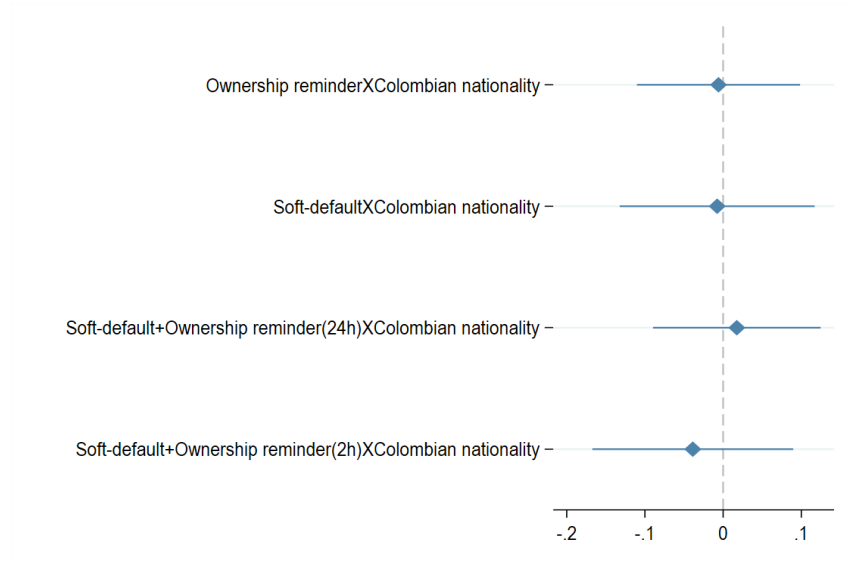 Ownership reminderXColombian nationality
Soft-defaultXColombian nationality
Soft-default+Ownership reminder(24h)XColombian nationality
Soft-default+Ownership reminder(2h)XColombian nationality
-.2 -.1 0 .1